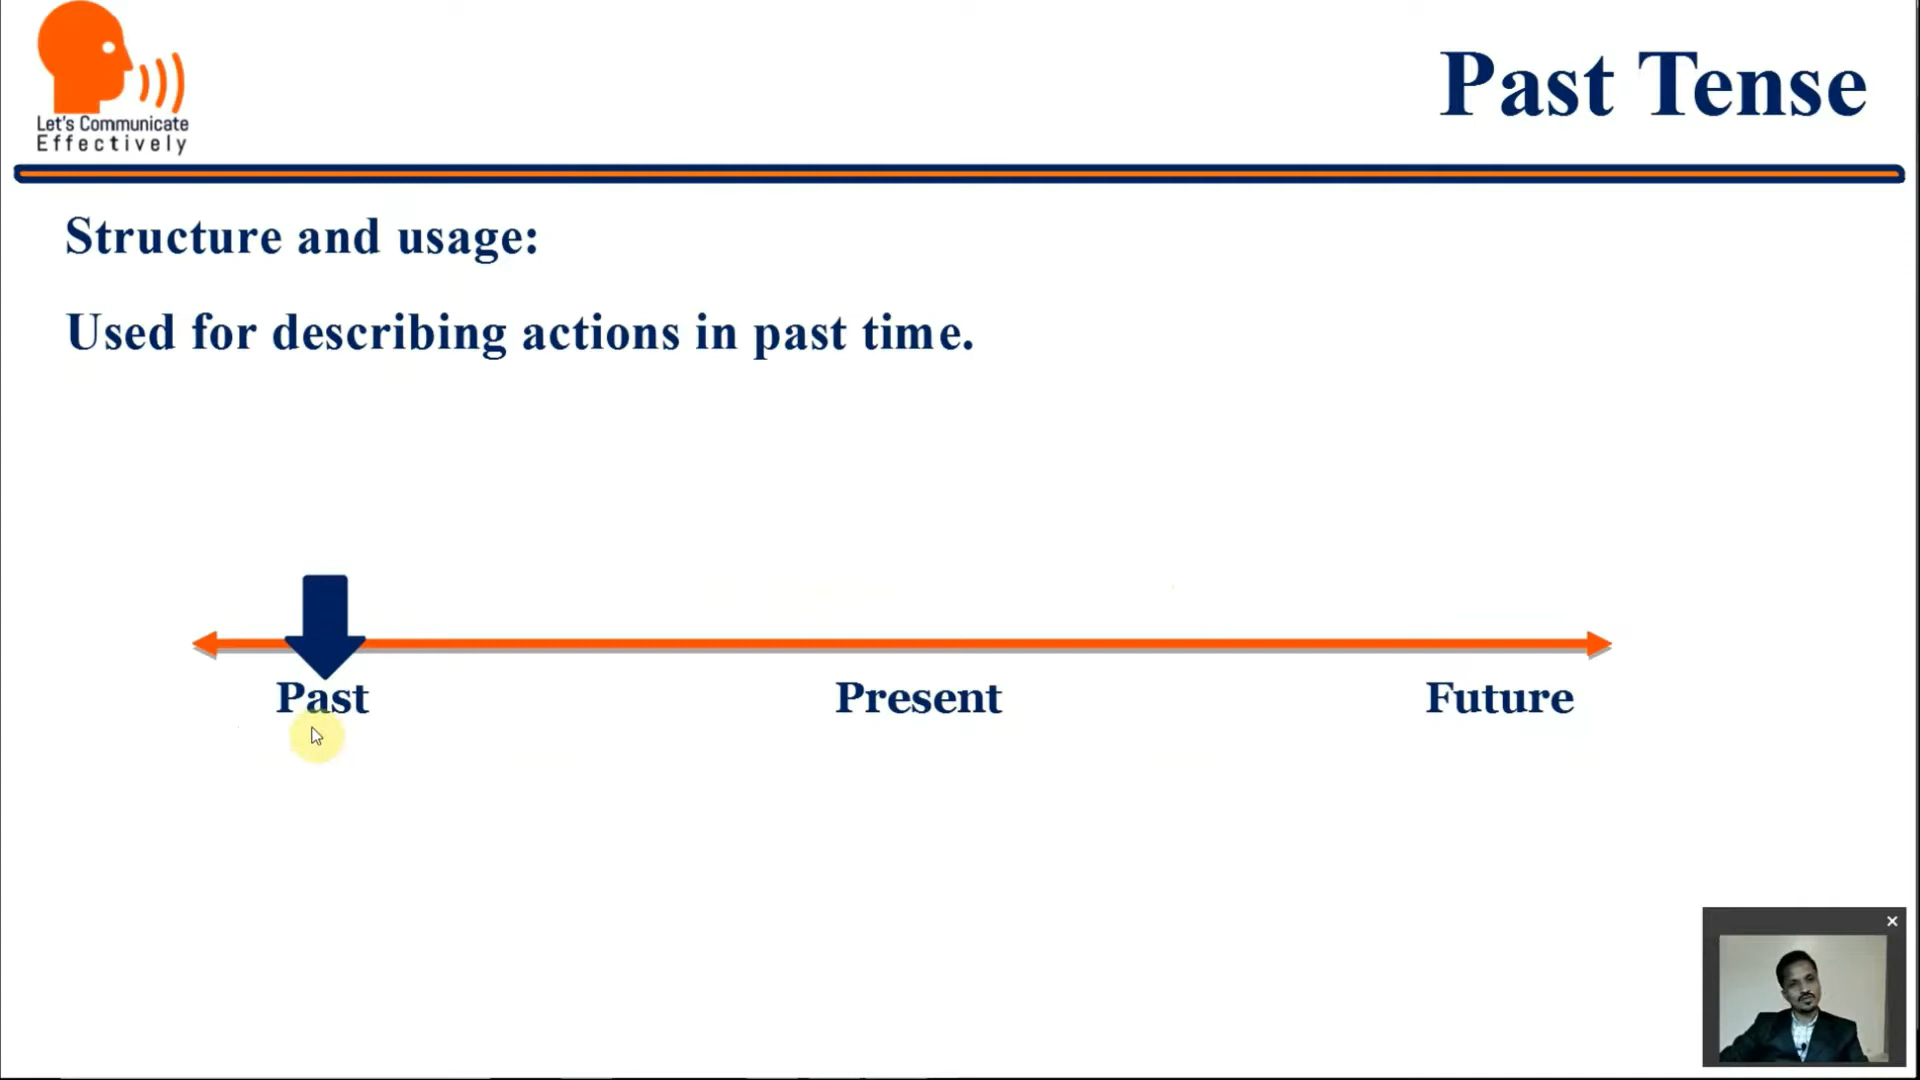 Let's Communicate
Effectively
Past Tense
Structure and usage:
Used for describing actions in past time.
Past Present Future